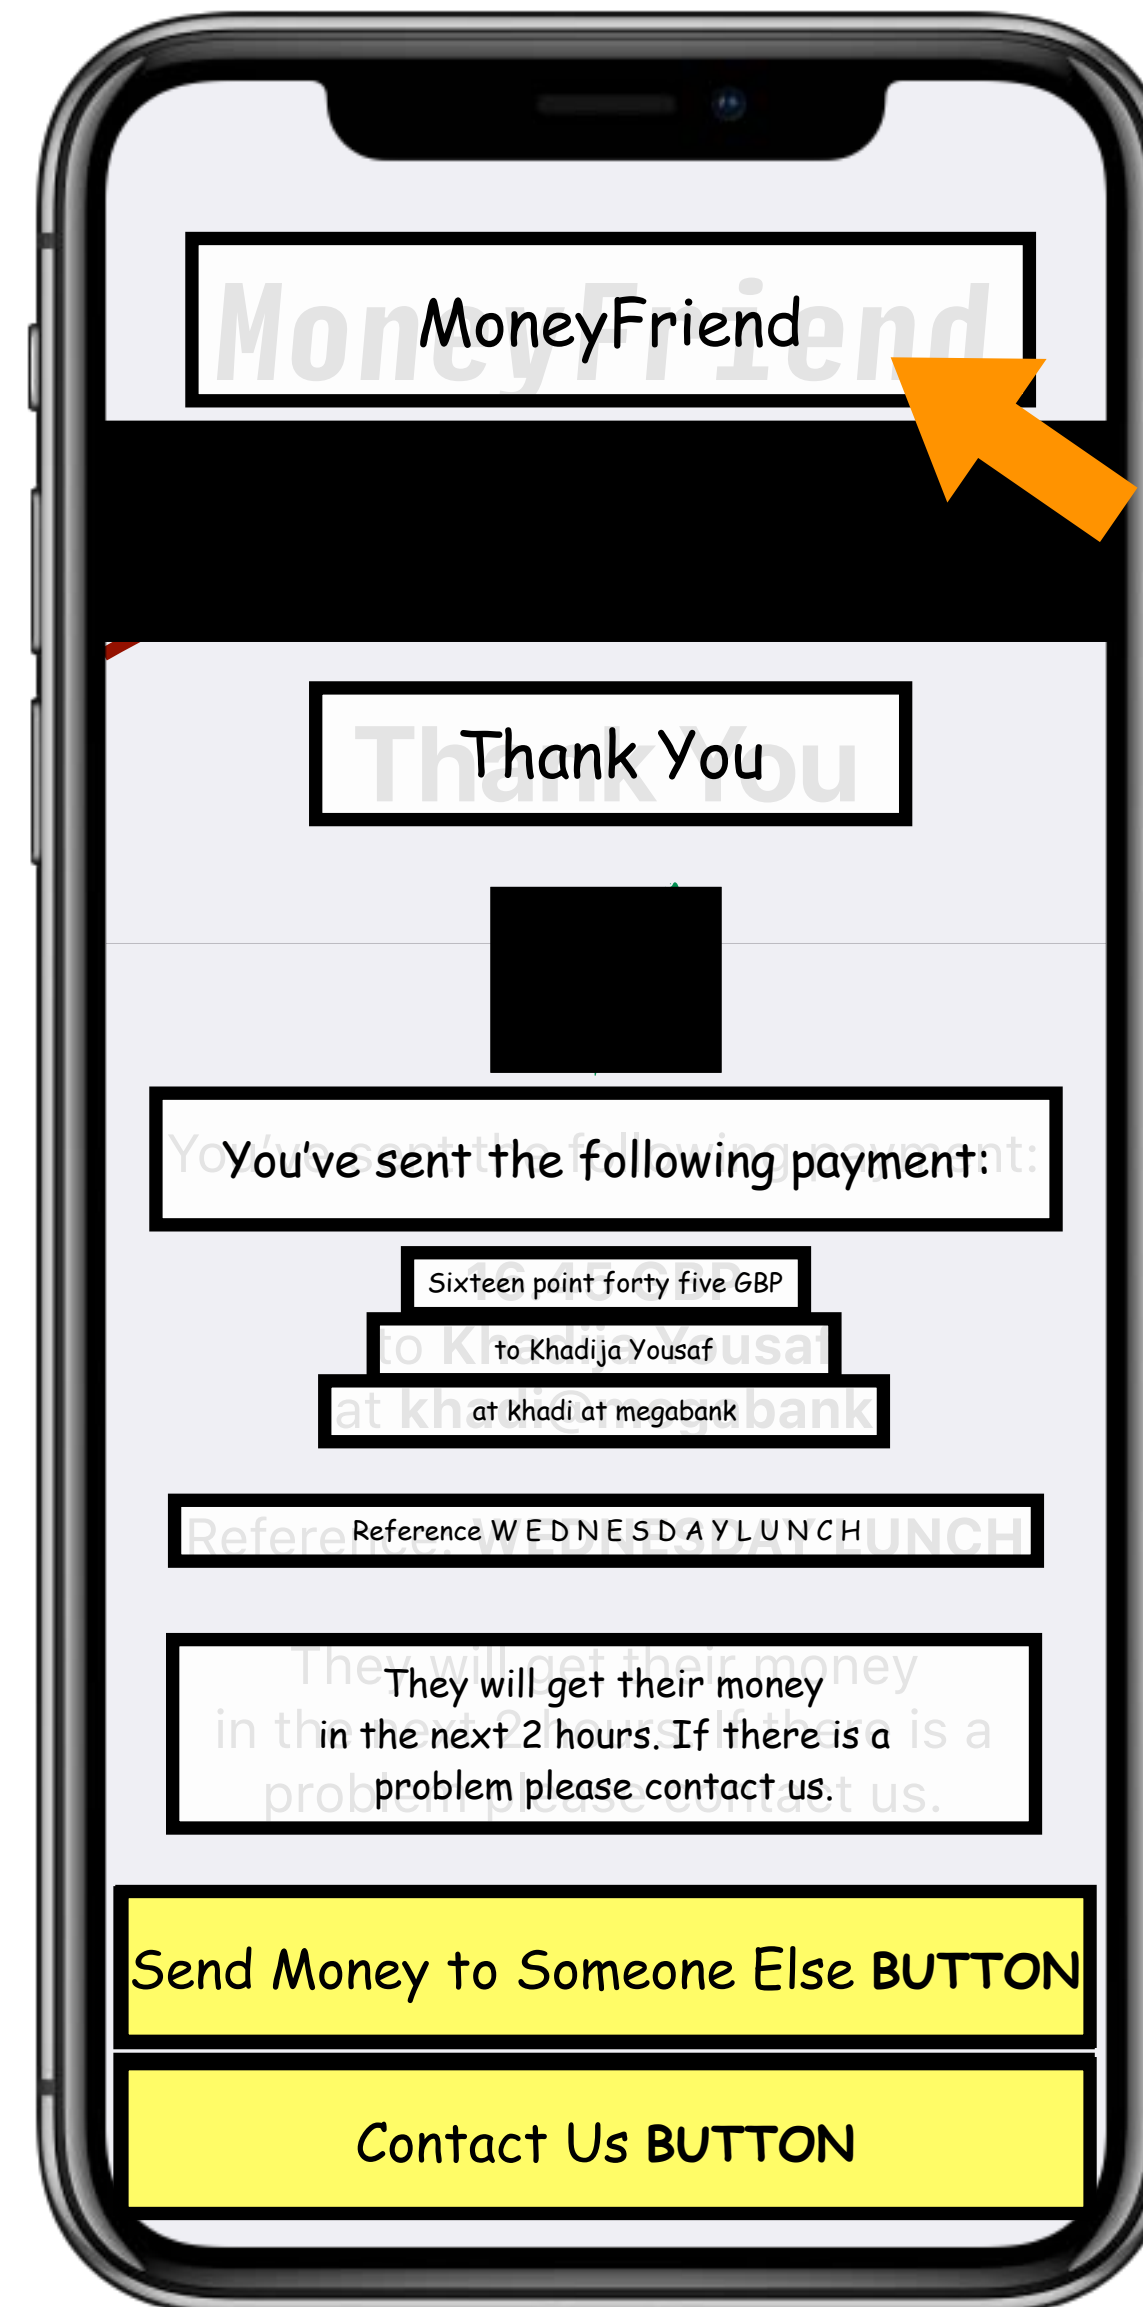 MoneyFriend
Thank You
You've sent the following payment:
Sixteen point forty five GBP
to Khadija Yousaf
at khadi at megabank
Reference W E D N E S D A Y L U N C H
They will get their money
in the next 2 hours. If there is a
problem please contact us.
Send Money to Someone Else BUTTON
Contact Us BUTTON